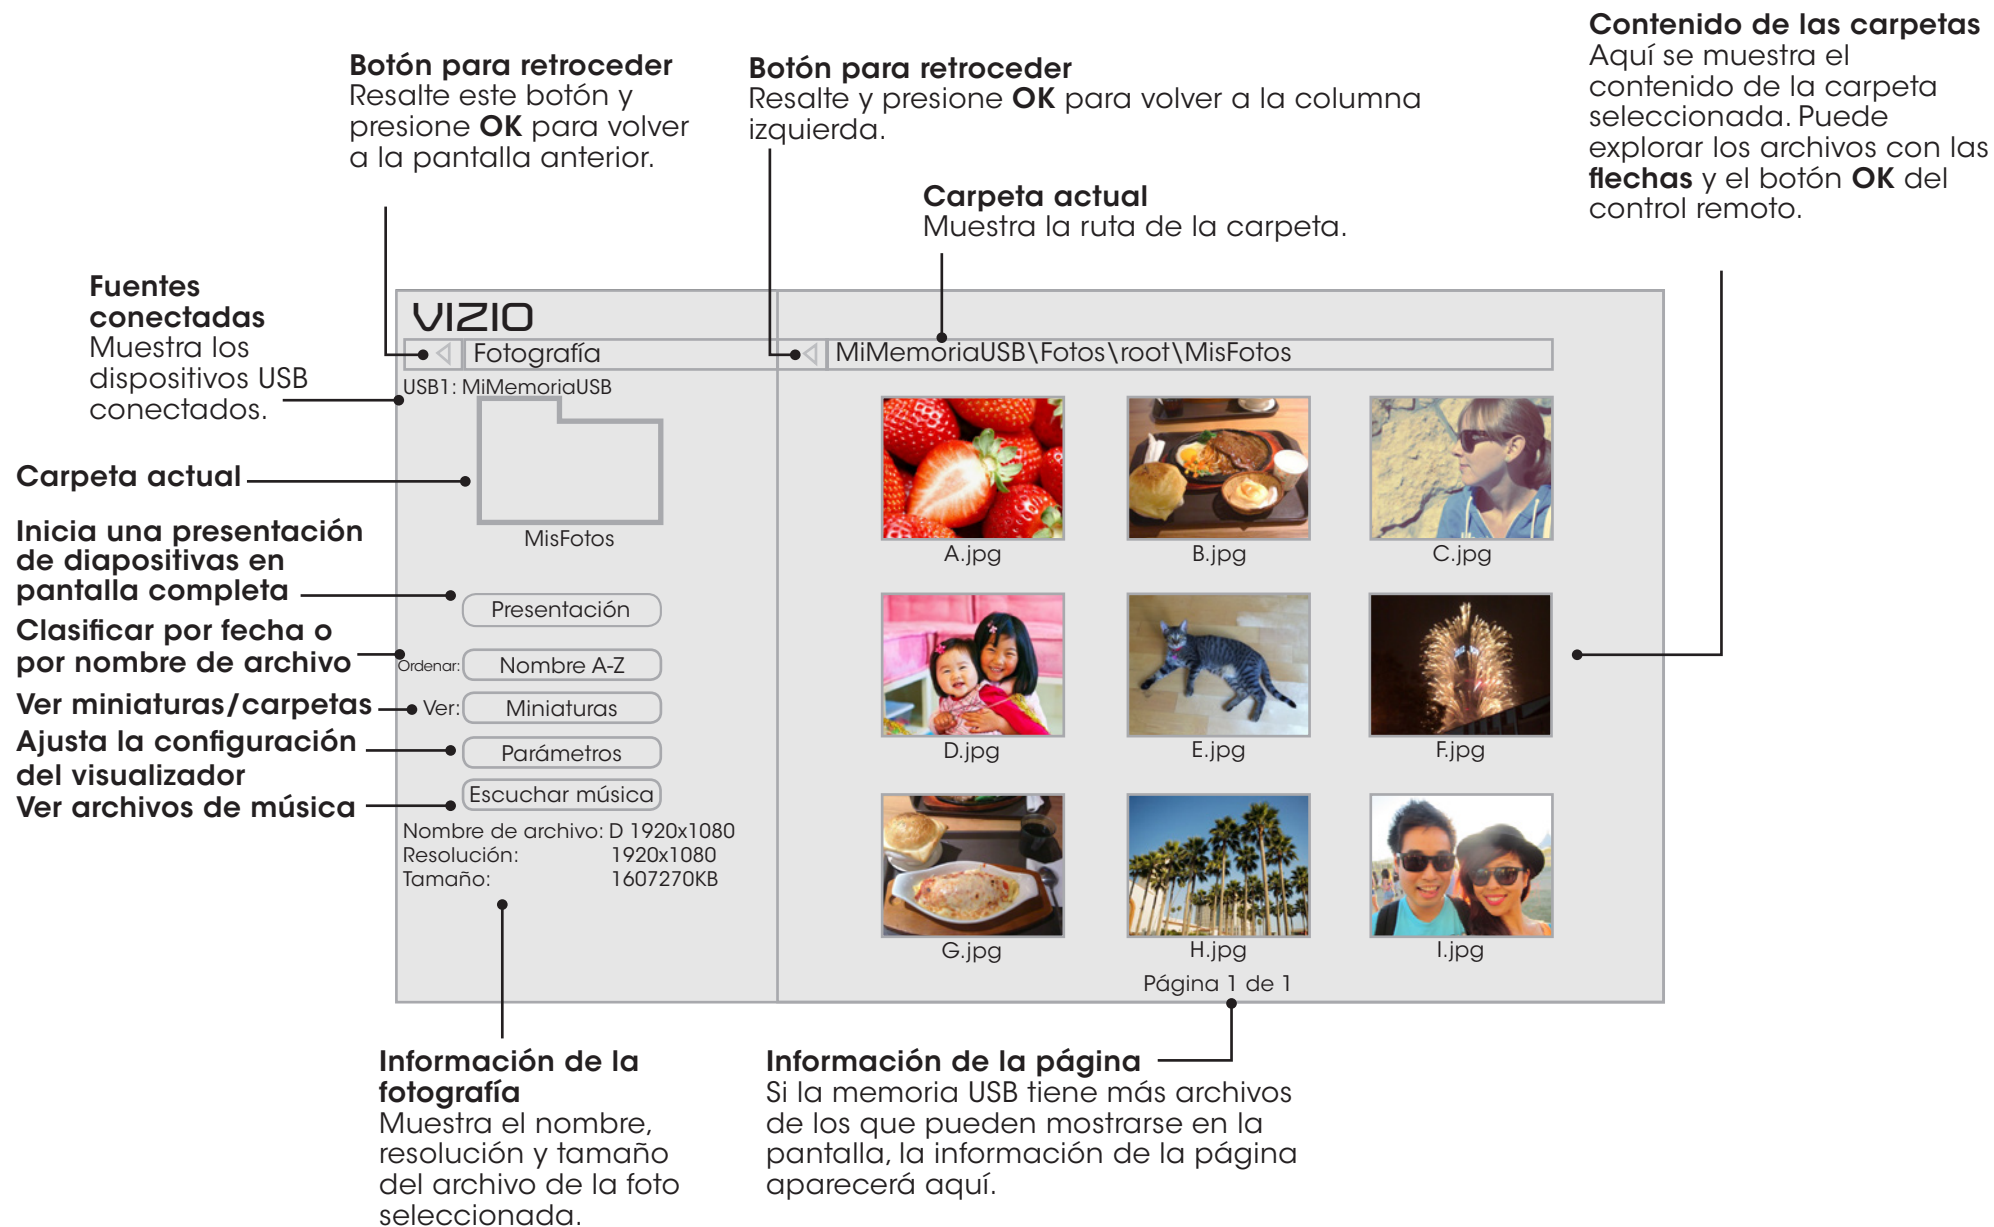 Contenido de las carpetas
Aquí se muestra el
contenido de la carpeta
seleccionada. Puede
explorar los archivos con las
flechas y el botón OK del
control remoto.
Botón para retroceder
Resalte este botón y
presione OK para volver
a la pantalla anterior.
Botón para retroceder
Resalte y presione OK para volver a la columna
izquierda.
Carpeta actual
Muestra la ruta de la carpeta.
Fuentes
conectadas
Muestra los
dispositivos USB
conectados.
Carpeta actual
Inicia una presentación
de diapositivas en
pantalla completa
Clasificar por fecha o
por nombre de archivo
Ver miniaturas/carpetas
Ajusta la configuración
del visualizador
Ver archivos de música
VIZIO
Fotografía
USB1: MiMemoriaUSB
MisFotos
Presentación
Ordenar: Nombre A-Z
Ver: Miniaturas
Parámetros
Escuchar música
Nombre de archivo: D 1920x1080
Resolución: 1920x1080
Tamaño: 1607270KB
MiMemoriaUSB\Fotos\root\MisFotos
A.jpg B.jpg C.jpg
D.jpg E.jpg F.jpg
G.jpg H.jpg I.jpg
Página 1 de 1
Información de la
fotografía
Muestra el nombre,
resolución y tamaño
del archivo de la foto
seleccionada.
Información de la página
Si la memoria USB tiene más archivos
de los que pueden mostrarse en la
pantalla, la información de la página
aparecerá aquí.